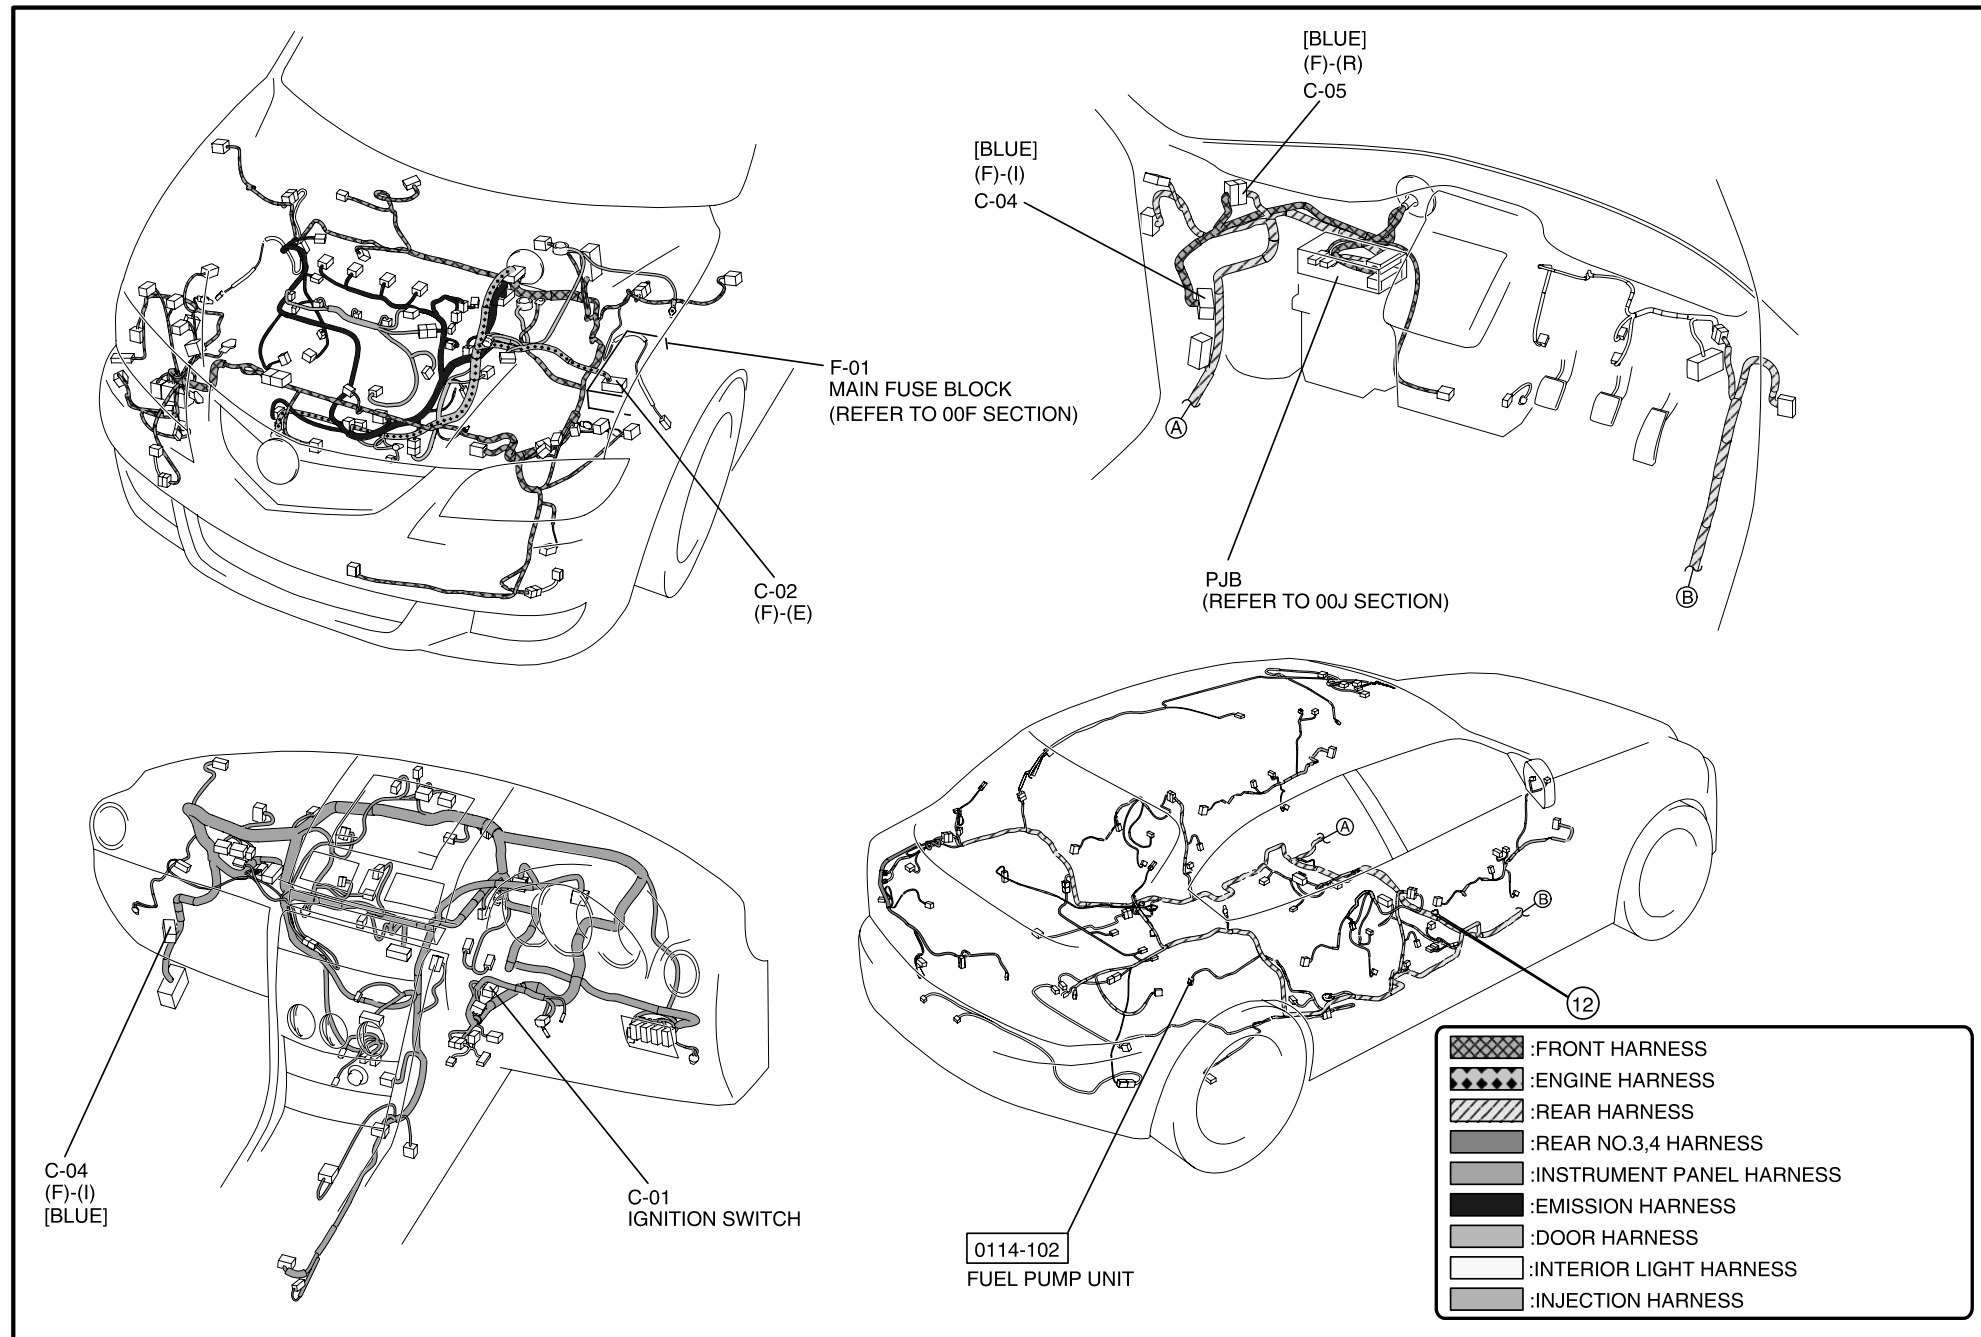 [BLUE]
(F)-(R)
C-05
[BLUE]
(F)-(I)
C-04
F-01
MAIN FUSE BLOCK
(REFER TO 00F SECTION)
C-02
(F)-(E)
A
PJB
(REFER TO 00J SECTION)
B
C-04
(F)-(I)
[BLUE]
C-01
IGNITION SWITCH
A
B
12
0114-102
FUEL PUMP UNIT
:FRONT HARNESS
:ENGINE HARNESS
:REAR HARNESS
:REAR NO.3,4 HARNESS
:INSTRUMENT PANEL HARNESS
:EMISSION HARNESS
:DOOR HARNESS
:INTERIOR LIGHT HARNESS
:INJECTION HARNESS